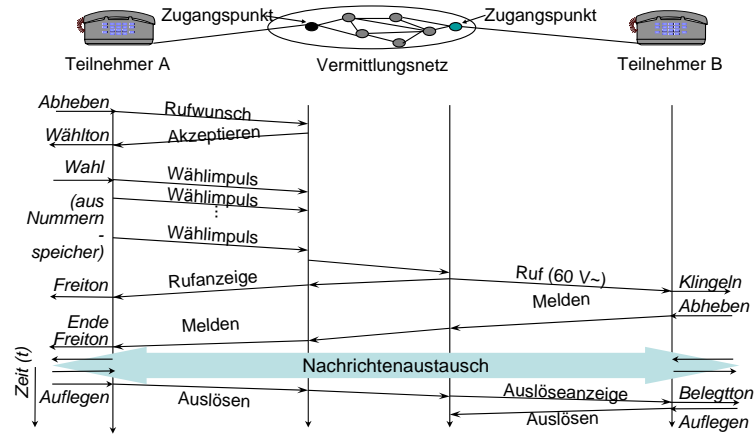 Zugangspunkt
Zugangspunkt
Teilnehmer A
Vermittlungsnetz
Teilnehmer B
Abheben
Rufwunsch
Wählton
Akzeptieren
Wahl
Wählimpuls
(aus
Wählimpuls
...
Nummern
-
Wählimpuls
speicher)
Freiton
Rufanzeige
Ruf (60 V~)
Klingeln
Melden
Abheben
Ende
Freiton
Melden
Nachrichtenaustausch
Zeit (t)
Auflegen
Auslösen
Auslöseanzeige
Belegtton
Auslösen
Auflegen